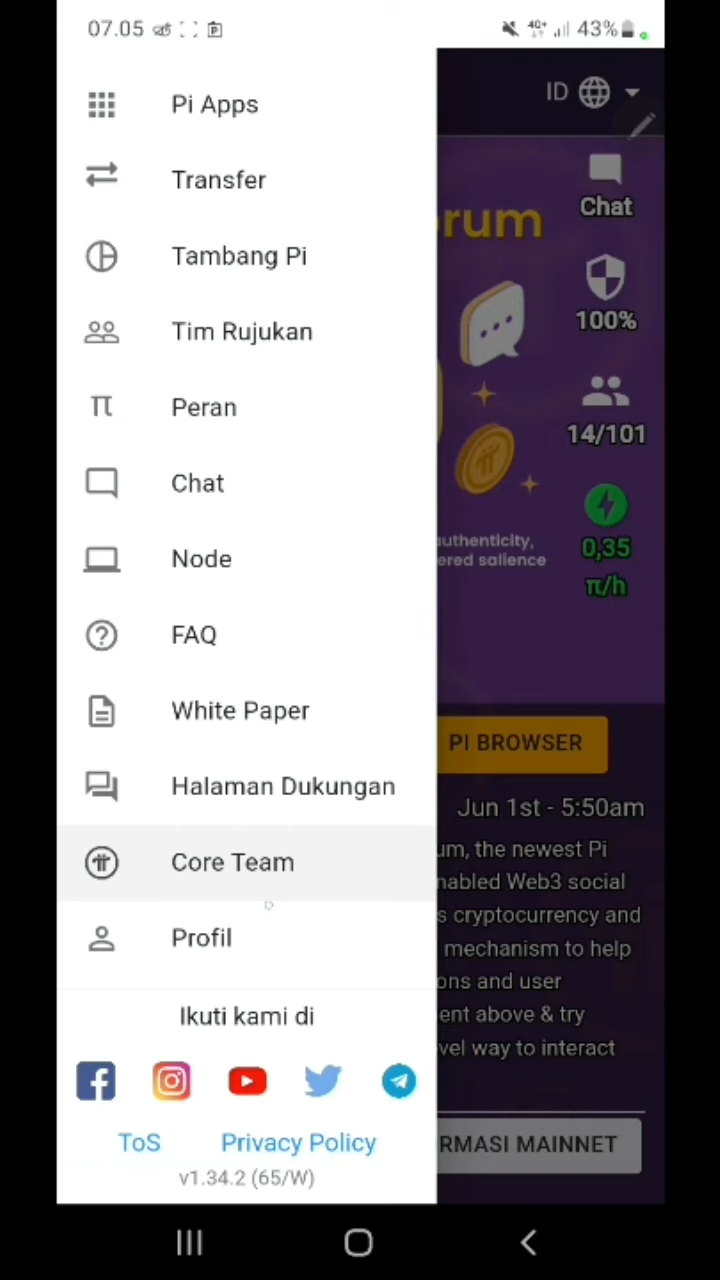 07.05
4G+
43%
Pi Apps
Transfer
Tambang Pi
Tim Rujukan
Peran
Chat
Node
FAQ
White Paper
Halaman Dukungan
Core Team
Profil
Ikuti kami di
ToS Privacy Policy
v1.34.2 (65/W)
ID
rum
Chat
100%
14/101
0,35
π/h
authenticity,
ered salience
PI BROWSER
Jun 1st - 5:50am
um, the newest Pi
nabled Web3 social
s cryptocurrency and
mechanism to help
ons and user
ent above & try
vel way to interact
RMASI MAINNET